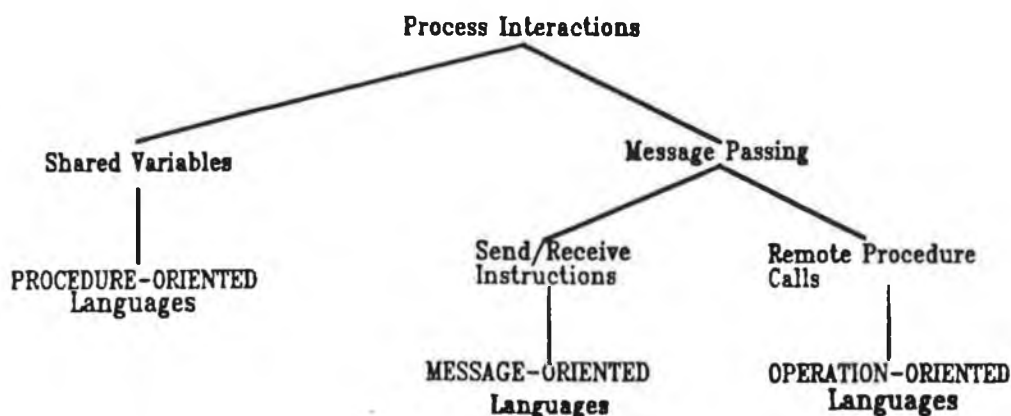 Process Interactions
Shared Variables
Message Passing
PROCEDURE-ORIENTED
Languages
Send/Receive
Instructions
Remote Procedure
Calls
MESSAGE-ORIENTED
Languages
OPERATION-ORIENTED
Languages